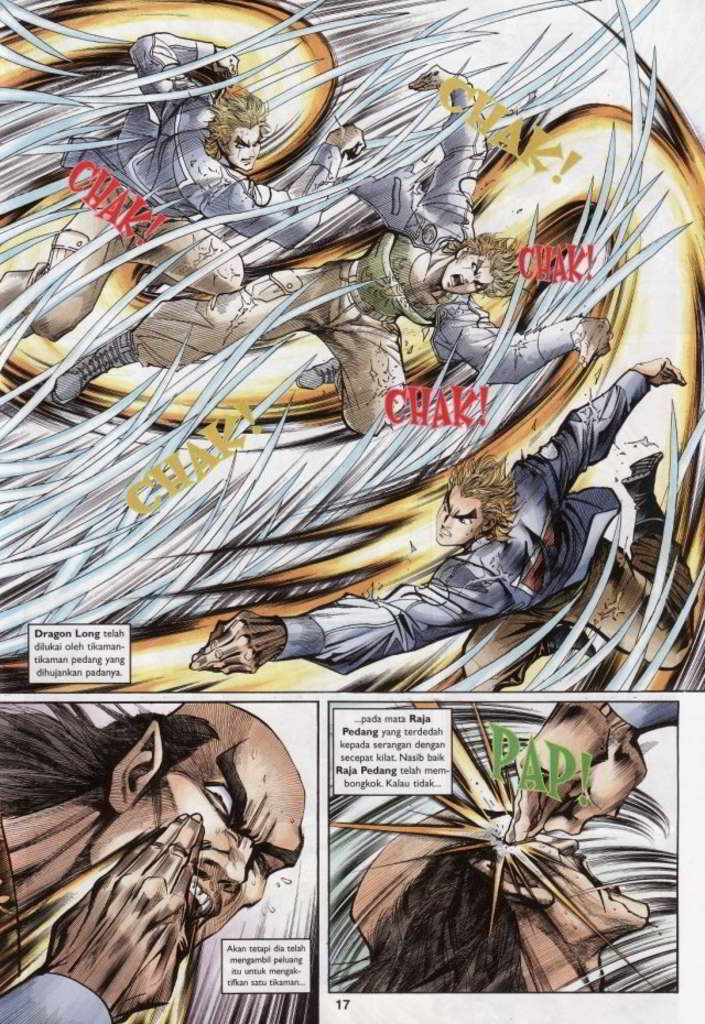 CHAK!
CHAK!
CHAK!
CHAK!
CHAK!
Dragon Long telah
dilukai oleh tikaman-
tikaman pedang yang
dihujankan padanya.
Akan tetapi dia telah
mengambil peluang
itu untuk mengak-
tifkan satu tikaman...
...pada mata Raja
Pedang yang terdedah
kepada serangan dengan
secepat kilat. Nasib baik
Raja Pedang telah mem-
bongkok. Kalau tidak...
PAP!
17